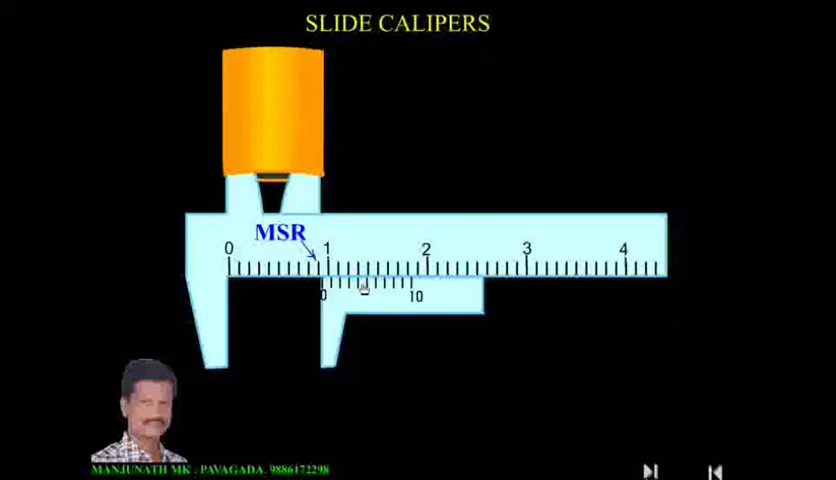 SLIDE CALIPERS
MSR
0 1 2 3 4
0 10
MANJUNATH MK : PAVAGADA. 9886172298